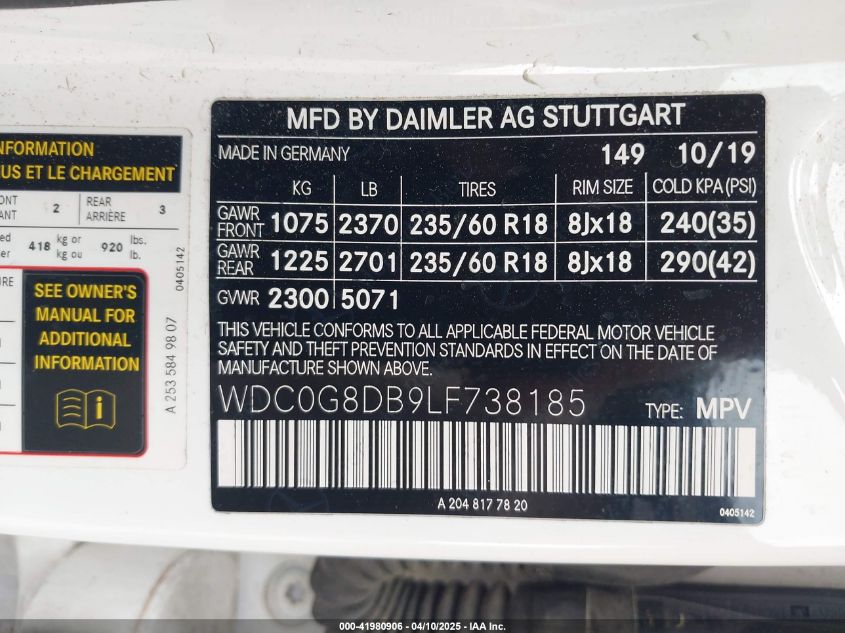 INFORMATION
US ET LE CHARGEMENT
2
REAR
ARRIÈRE
3
418 kg or
kg ou
920 lbs.
lb.
0405142
SEE OWNER'S
MANUAL FOR
ADDITIONAL
INFORMATION
A 253 584 98 07
MFD BY DAIMLER AG STUTTGART
MADE IN GERMANY 149 10/19
KG LB TIRES RIM SIZE COLD KPA(PSI)
GAWR
FRONT 1075 2370 235/60 R18 8Jx18 240(35)
GAWR
REAR 1225 2701 235/60 R18 8Jx18 290(42)
GVWR 2300 5071
THIS VEHICLE CONFORMS TO ALL APPLICABLE FEDERAL MOTOR VEHICLE
SAFETY AND THEFT PREVENTION STANDARDS IN EFFECT ON THE DATE OF
MANUFACTURE SHOWN ABOVE.
WDC0G8DB9LF738185 TYPE: MPV
A 204 817 78 20
0405142
000-41980906 - 04/10/2025 - IAA Inc.